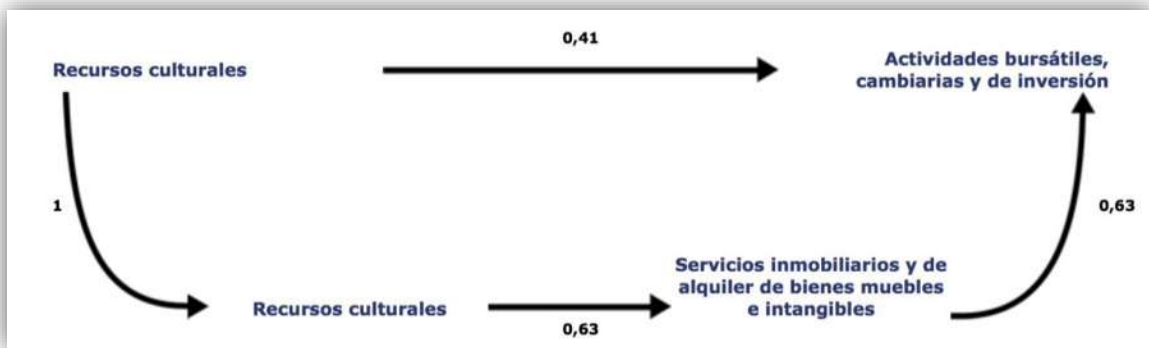 0,41
Recursos culturales
Actividades bursátiles,
cambiarias y de inversión
1
0,63
Recursos culturales
0,63
Servicios inmobiliarios y de
alquiler de bienes muebles
e intangibles